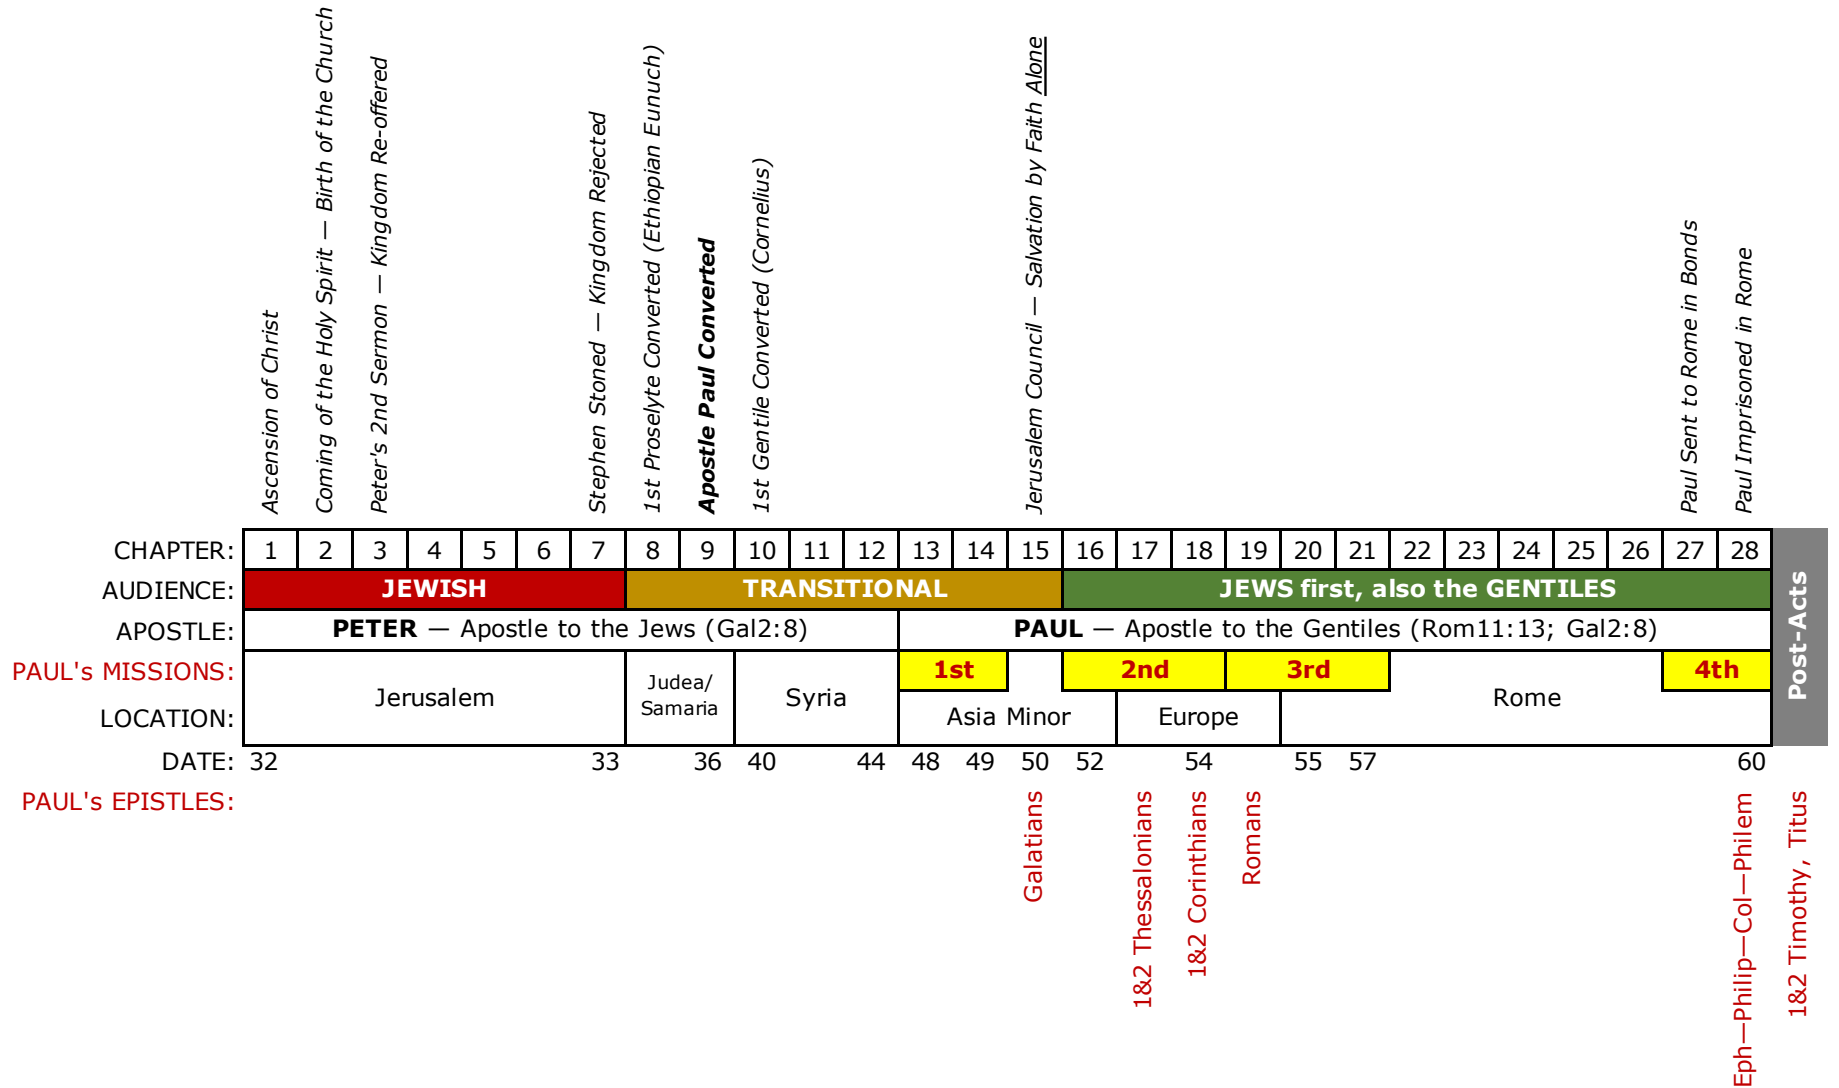 Ascension of Christ
Coming of the Holy Spirit — Birth of the Church
Peter's 2nd Sermon — Kingdom Re-offered
Stephen Stoned — Kingdom Rejected
1st Proselyte Converted (Ethiopian Eunuch)
Apostle Paul Converted
1st Gentile Converted (Cornelius)
Jerusalem Council — Salvation by Faith Alone
Paul Sent to Rome in Bonds
Paul Imprisoned in Rome
CHAPTER: 1 2 3 4 5 6 7 8 9 10 11 12 13 14 15 16 17 18 19 20 21 22 23 24 25 26 27 28
AUDIENCE: JEWISH TRANSITIONAL JEWS first, also the GENTILES
APOSTLE: PETER — Apostle to the Jews (Gal2:8) PAUL — Apostle to the Gentiles (Rom11:13; Gal2:8)
PAUL's MISSIONS: 1st 2nd 3rd 4th
LOCATION: Jerusalem Judea/
Samaria Syria Asia Minor Europe Rome
Post-Acts
DATE: 32 33 36 40 44 48 49 50 52 54 55 57 60
PAUL's EPISTLES:
Galatians
1&2 Thessalonians
1&2 Corinthians
Romans
Eph—Philip—Col—Philem
1&2 Timothy, Titus